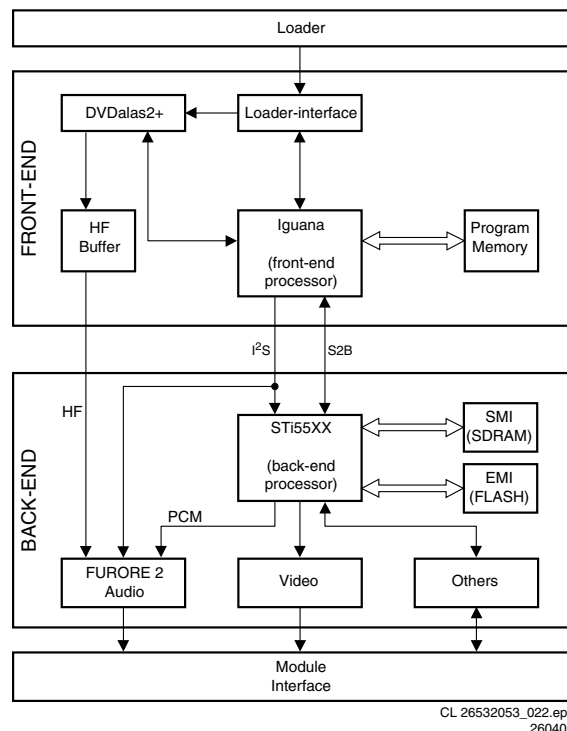 Loader
FRONT-END
DVDalas2+
Loader-interface
HF
Buffer
Iguana
(front-end
processor)
Program
Memory
I²S
S2B
BACK-END
HF
STi55XX
(back-end
processor)
SMI
(SDRAM)
EMI
(FLASH)
PCM
FURORE 2
Audio
Video
Others
Module
Interface
CL 26532053_022.ep
26040